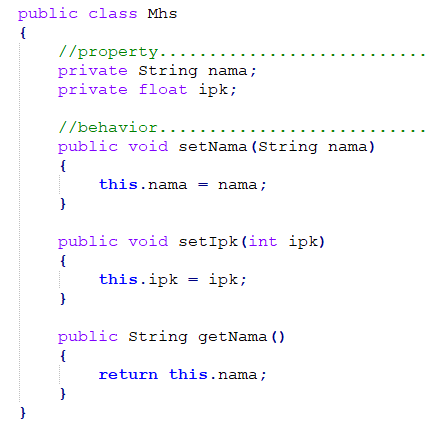 public class Mhs
{
//property...........................
private String nama;
private float ipk;
//behavior...........................
public void setNama(String nama)
{
this.nama = nama;
}
public void setIpk(int ipk)
{
this.ipk = ipk;
}
public String getNama()
{
return this.nama;
}
}